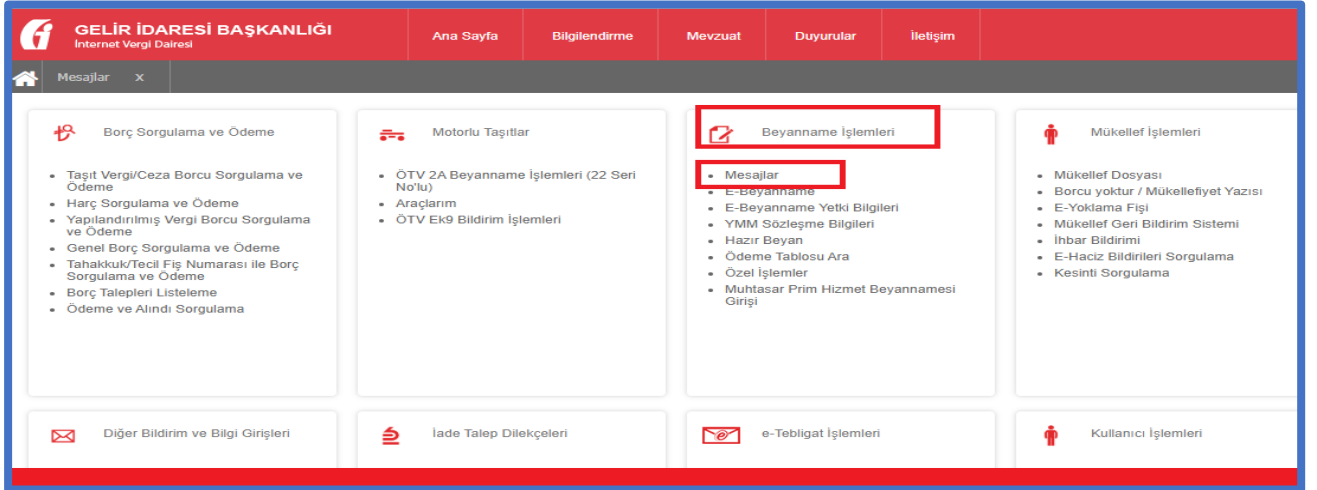 GELİR İDARESİ BAŞKANLIĞI
İnternet Vergi Dairesi
Ana Sayfa
Bilgilendirme
Mevzuat
Duyurular
İletişim
Mesajlar x
Borç Sorgulama ve Ödeme
• Taşıt Vergi/Ceza Borcu Sorgulama ve
Ödeme
• Harç Sorgulama ve Ödeme
• Yapılandırılmış Vergi Borcu Sorgulama
ve Ödeme
• Genel Borç Sorgulama ve Ödeme
• Tahakkuk/Tecil Fiş Numarası ile Borç
Sorgulama ve Ödeme
• Borç Talepleri Listeleme
• Ödeme ve Alındı Sorgulama
Motorlu Taşıtlar
• ÖTV 2A Beyanname İşlemleri (22 Seri
No'lu)
• Araçlarım
• ÖTV Ek9 Bildirim İşlemleri
Beyanname İşlemleri
• Mesajlar
• E-Beyanname
• E-Beyanname Yetki Bilgileri
• YMM Sözleşme Bilgileri
• Hazır Beyan
• Ödeme Tablosu Ara
• Özel İşlemler
• Muhtasar Prim Hizmet Beyannamesi
Girişi
Mükellef İşlemleri
• Mükellef Dosyası
• Borcu yoktur / Mükellefiyet Yazısı
• E-Yoklama Fişi
• Mükellef Geri Bildirim Sistemi
• İhbar Bildirimi
• E-Haciz Bildirileri Sorgulama
• Kesinti Sorgulama
Diğer Bildirim ve Bilgi Girişleri
İade Talep Dilekçeleri
e-Tebligat İşlemleri
Kullanıcı İşlemleri